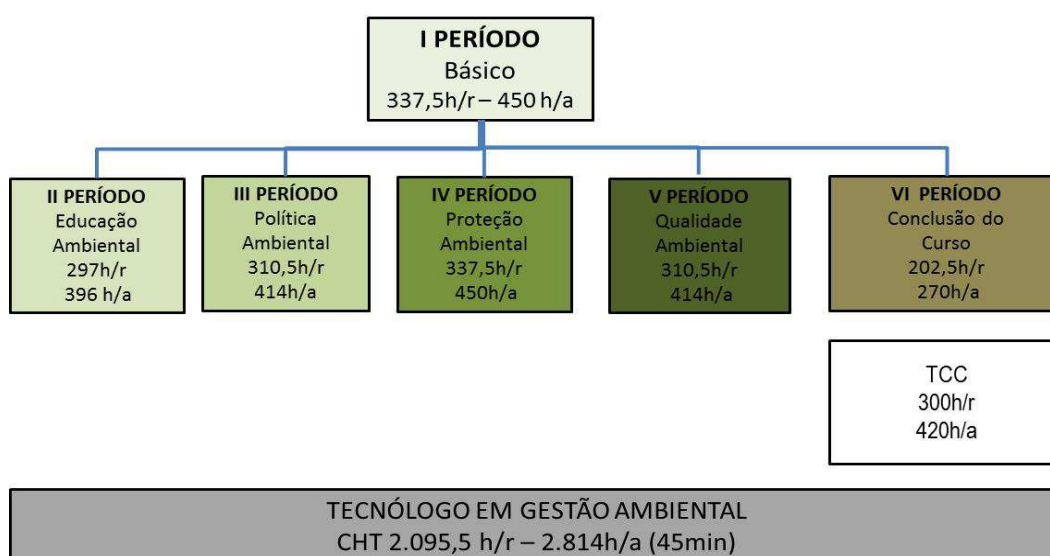 I PERÍODO
Básico
337,5h/r – 450 h/a
II PERÍODO
Educação
Ambiental
297h/r
396 h/a
III PERÍODO
Política
Ambiental
310,5h/r
414h/a
IV PERÍODO
Proteção
Ambiental
337,5h/r
450h/a
V PERÍODO
Qualidade
Ambiental
310,5h/r
414h/a
VI PERÍODO
Conclusão do
Curso
202,5h/r
270h/a
TCC
300h/r
420h/a
TECNÓLOGO EM GESTÃO AMBIENTAL
CHT 2.095,5 h/r – 2.814h/a (45min)